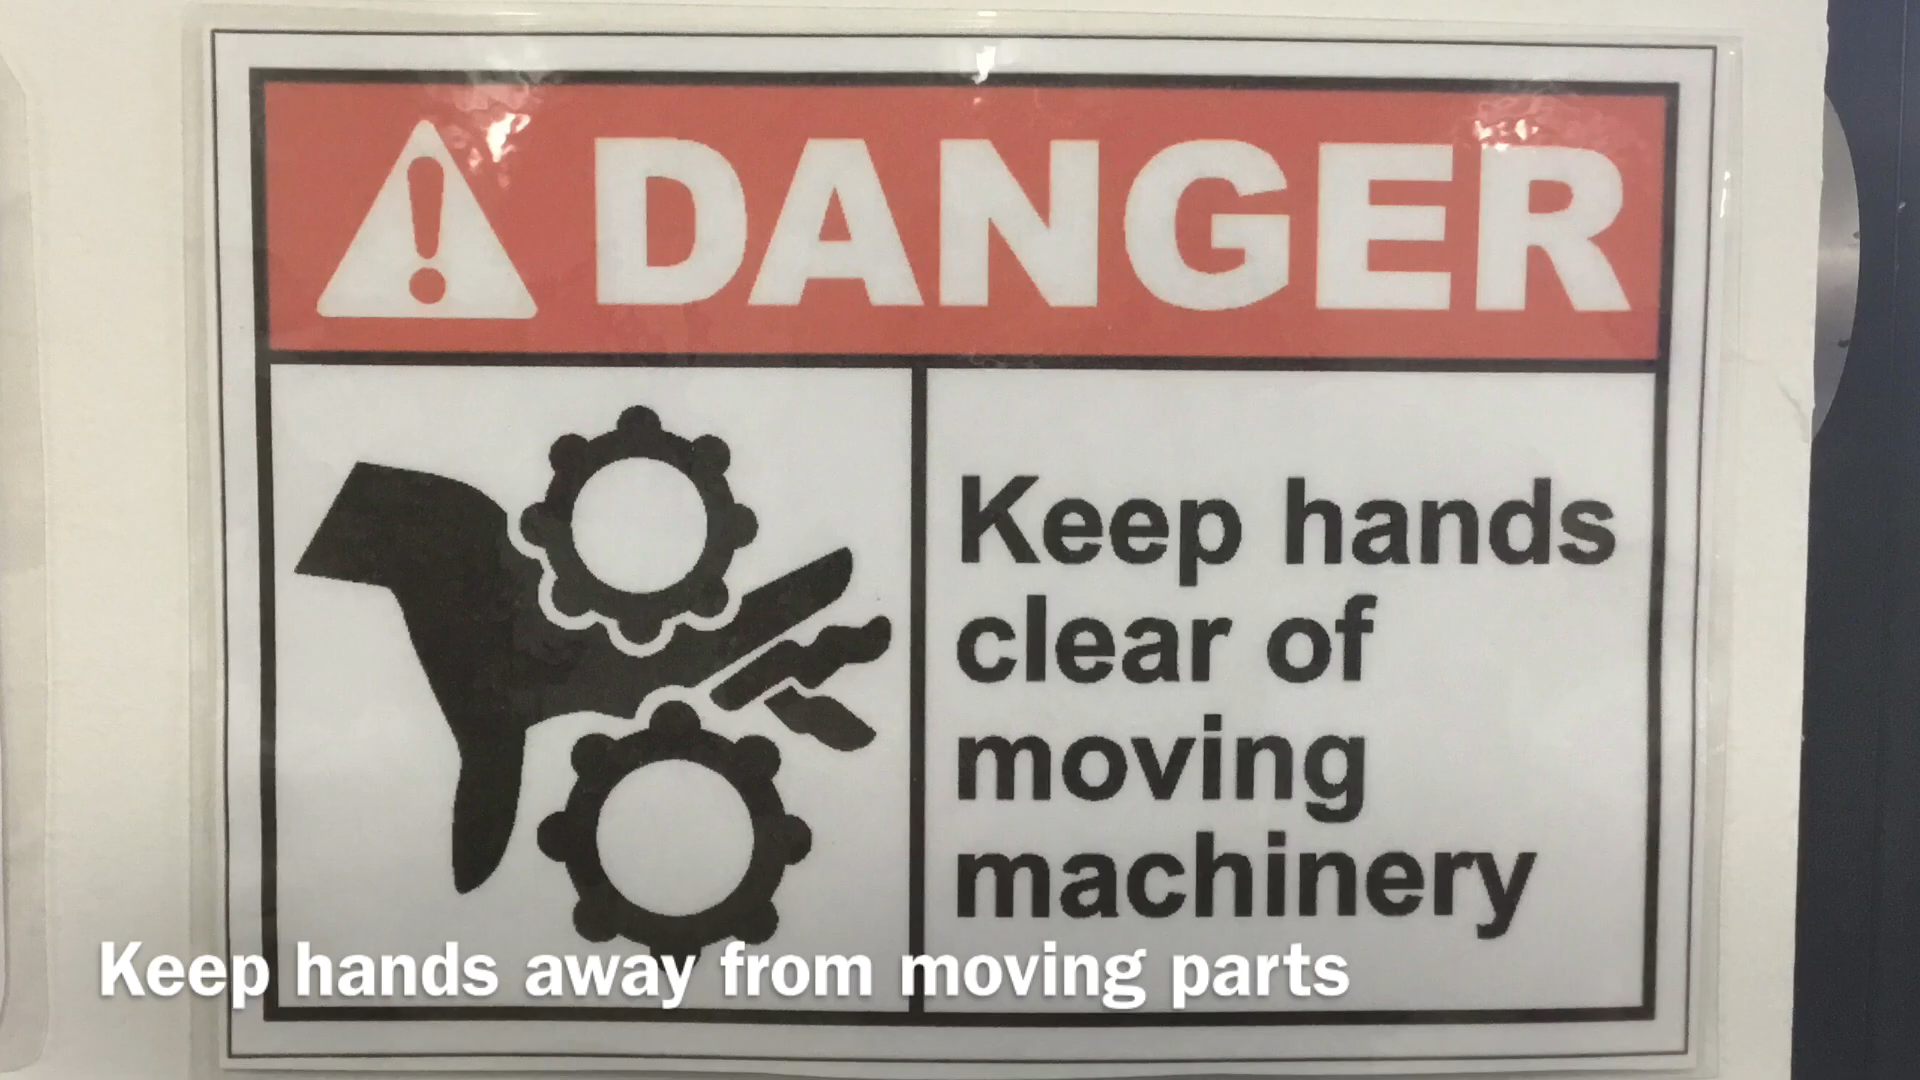 DANGER
Keep hands
clear of
moving
machinery
Keep hands away from moving parts